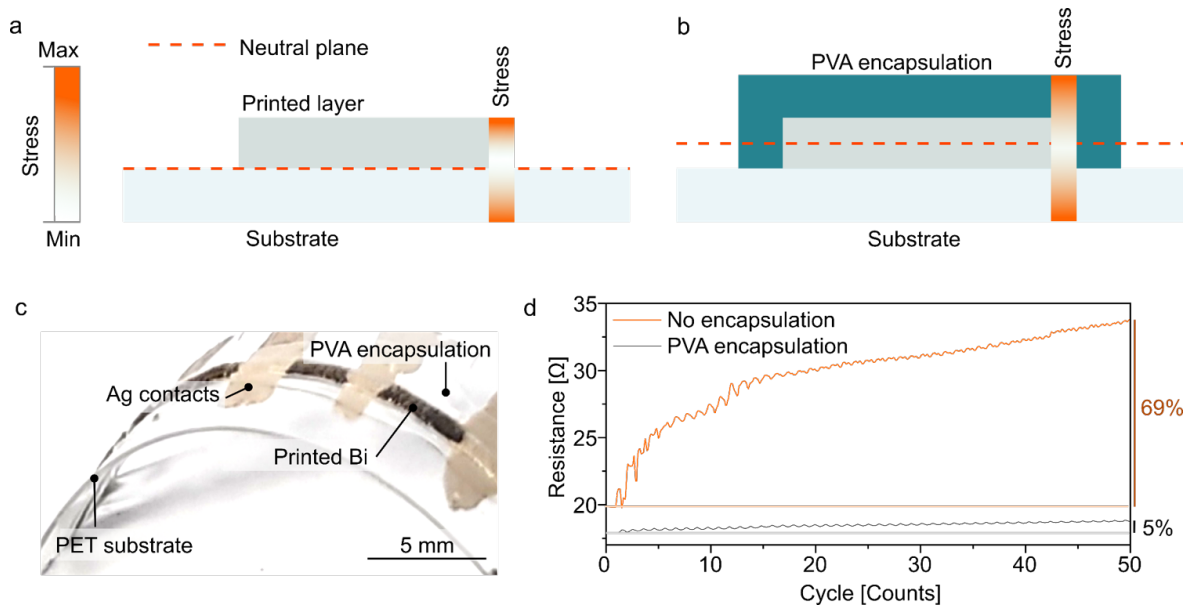 a
Max
Stress
Min
Neutral plane
Printed layer
Stress
Substrate
b
PVA encapsulation
Stress
Substrate
c
PVA encapsulation
Ag contacts
Printed Bi
PET substrate
5 mm
d
Resistance [Ω]
35
30
25
20
No encapsulation
PVA encapsulation
69%
5%
0 10 20 30 40 50
Cycle [Counts]